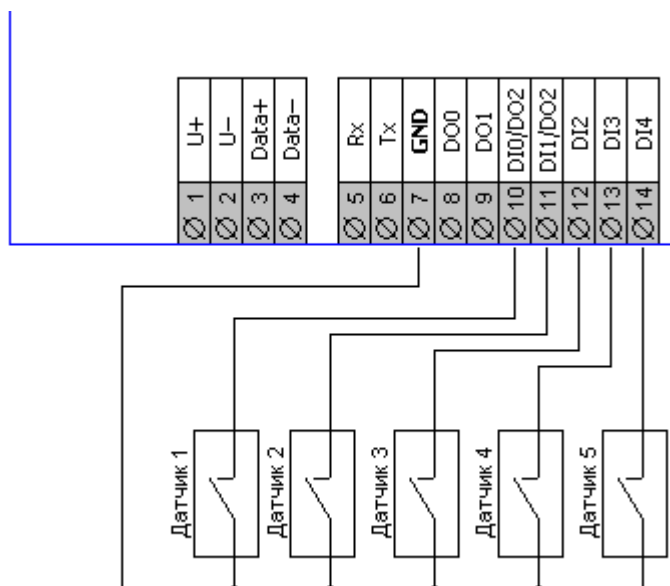 U+
U−
Data+
Data−
Rx
Tx
GND
DO0
DO1
DI0/DO2
DI1/DO2
DI2
DI3
DI4
Ø 1
Ø 2
Ø 3
Ø 4
Ø 5
Ø 6
Ø 7
Ø 8
Ø 9
Ø 10
Ø 11
Ø 12
Ø 13
Ø 14
Датчик 1
Датчик 2
Датчик 3
Датчик 4
Датчик 5